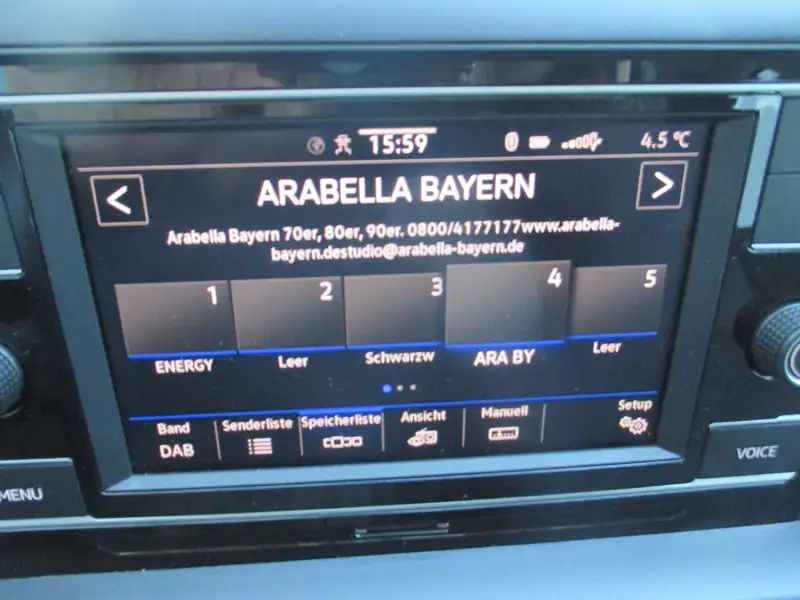 15:59
4.5 °C
<
ARABELLA BAYERN
>
Arabella Bayern 70er, 80er, 90er. 0800/4177177www.arabella-
bayern.destudio@arabella-bayern.de
1 2 3 4 5
ENERGY Leer Schwarzw ARA BY Leer
Band Senderliste Speicherliste Ansicht Manuell Setup
DAB
MENU
VOICE